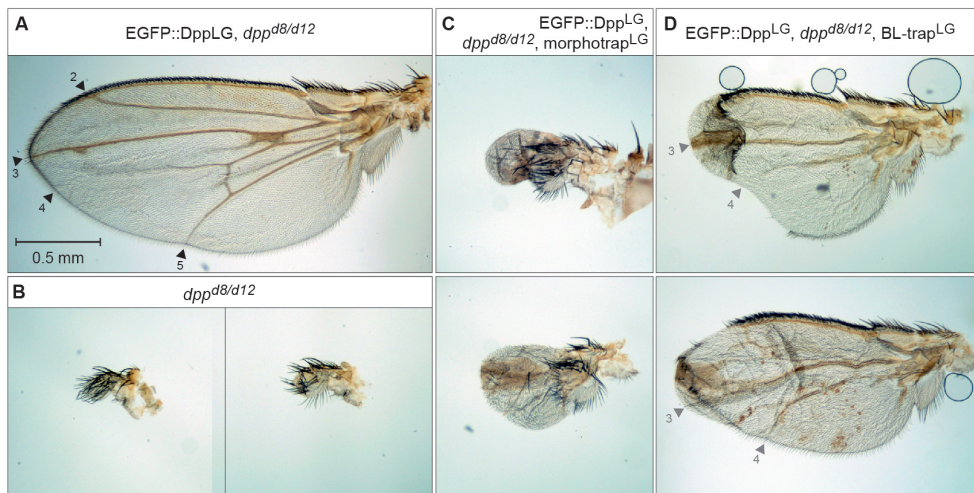 A
EGFP::DppLG, dppd8/d12
2
3
4
5
0.5 mm
B
dppd8/d12
C
EGFP::DppLG,
dppd8/d12, morphotrapLG
D
EGFP::DppLG, dppd8/d12, BL-trapLG
3
4
3
4